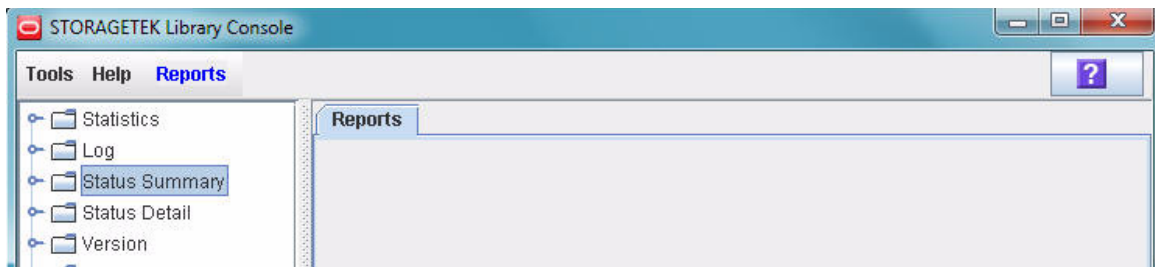 STORAGETEK Library Console
Tools Help Reports
?
Statistics
Log
Status Summary
Status Detail
Version
Reports